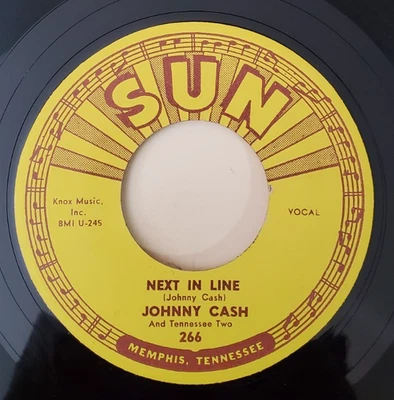 SUN
Knox Music,
Inc.
BMI U-245
VOCAL
NEXT IN LINE
(Johnny Cash)
JOHNNY CASH
And Tennessee Two
266
MEMPHIS, TENNESSEE